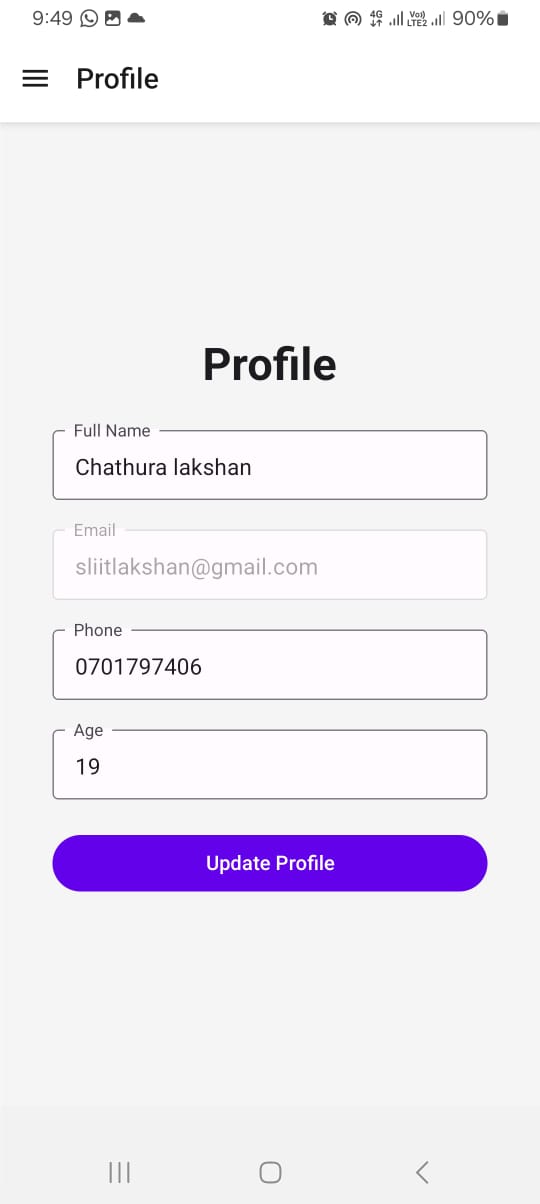 9:49
4G
Vo))
LTE2
90%
Profile
Profile
Full Name
Chathura lakshan
Email
sliitlakshan@gmail.com
Phone
0701797406
Age
19
Update Profile